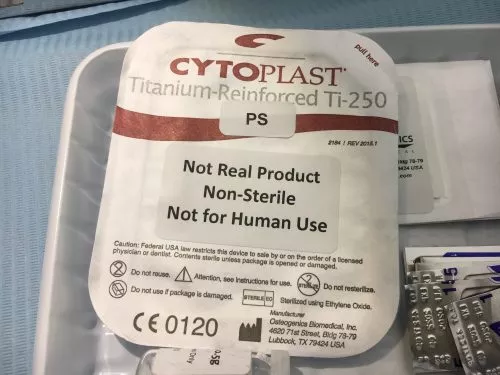 pull here
CYTOPLAST
Titanium-Reinforced Ti-250
PS
2184 / REV 2015.1
Not Real Product
Non-Sterile
Not for Human Use
Caution: Federal USA law restricts this device to sale by or on the order of a licensed
physician or dentist. Contents sterile unless package is opened or damaged.
Do not reuse. Attention, see instructions for use. Do not resterilize.
Do not use if package is damaged. STERILE EO Sterilized using Ethylene Oxide.
CE 0120
Manufactured by
Osteogenics Biomedical, Inc.
4620 71st Street, Bldg 78-79
Lubbock, TX 79424 USA